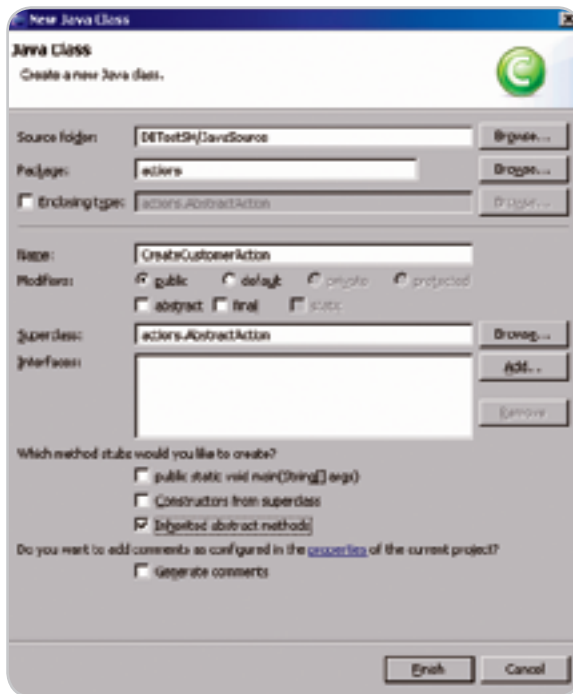 New Java Class
Java Class
Create a new Java class.
Source folder: DETestSH/JavaSource Browse...
Package: actions Browse...
Enclosing type: actions.AbstractAction Browse...
Name: CreateCustomerAction
Modifiers: public default private protected
abstract final static
Superclass: actions.AbstractAction Browse...
Interfaces: Add...
Remove
Which method stubs would you like to create?
public static void main(String[] args)
Constructors from superclass
Inherited abstract methods
Do you want to add comments as configured in the properties of the current project?
Generate comments
Finish Cancel